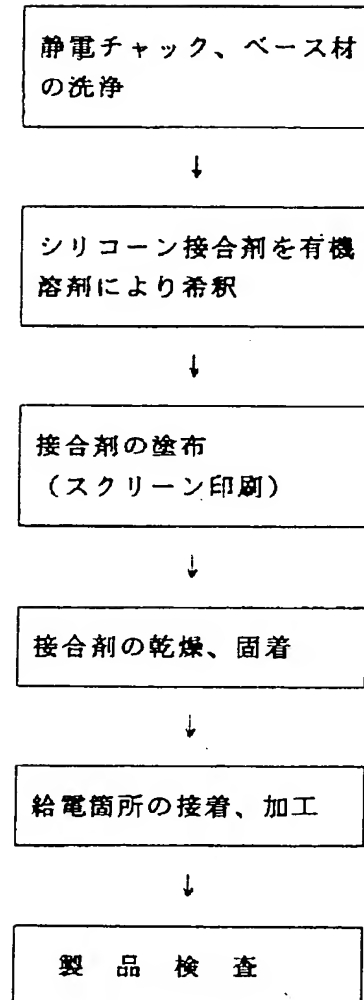 静電チャック、ベース材
の洗浄
↓
シリコーン接合剤を有機
溶剤により希釈
↓
接合剤の塗布
（スクリーン印刷）
↓
接合剤の乾燥、固着
↓
給電箇所の接着、加工
↓
製品検査